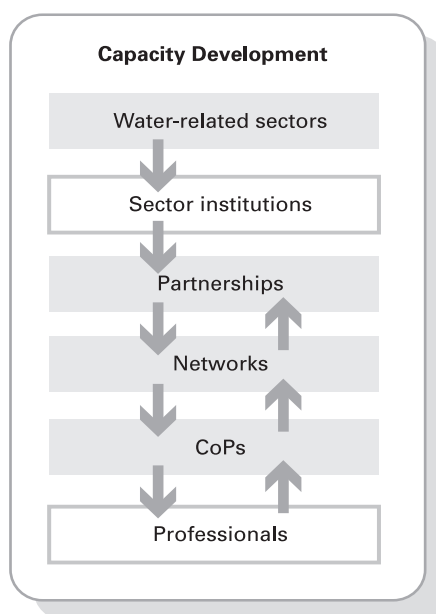 Capacity Development
Water-related sectors
Sector institutions
Partnerships
Networks
CoPs
Professionals